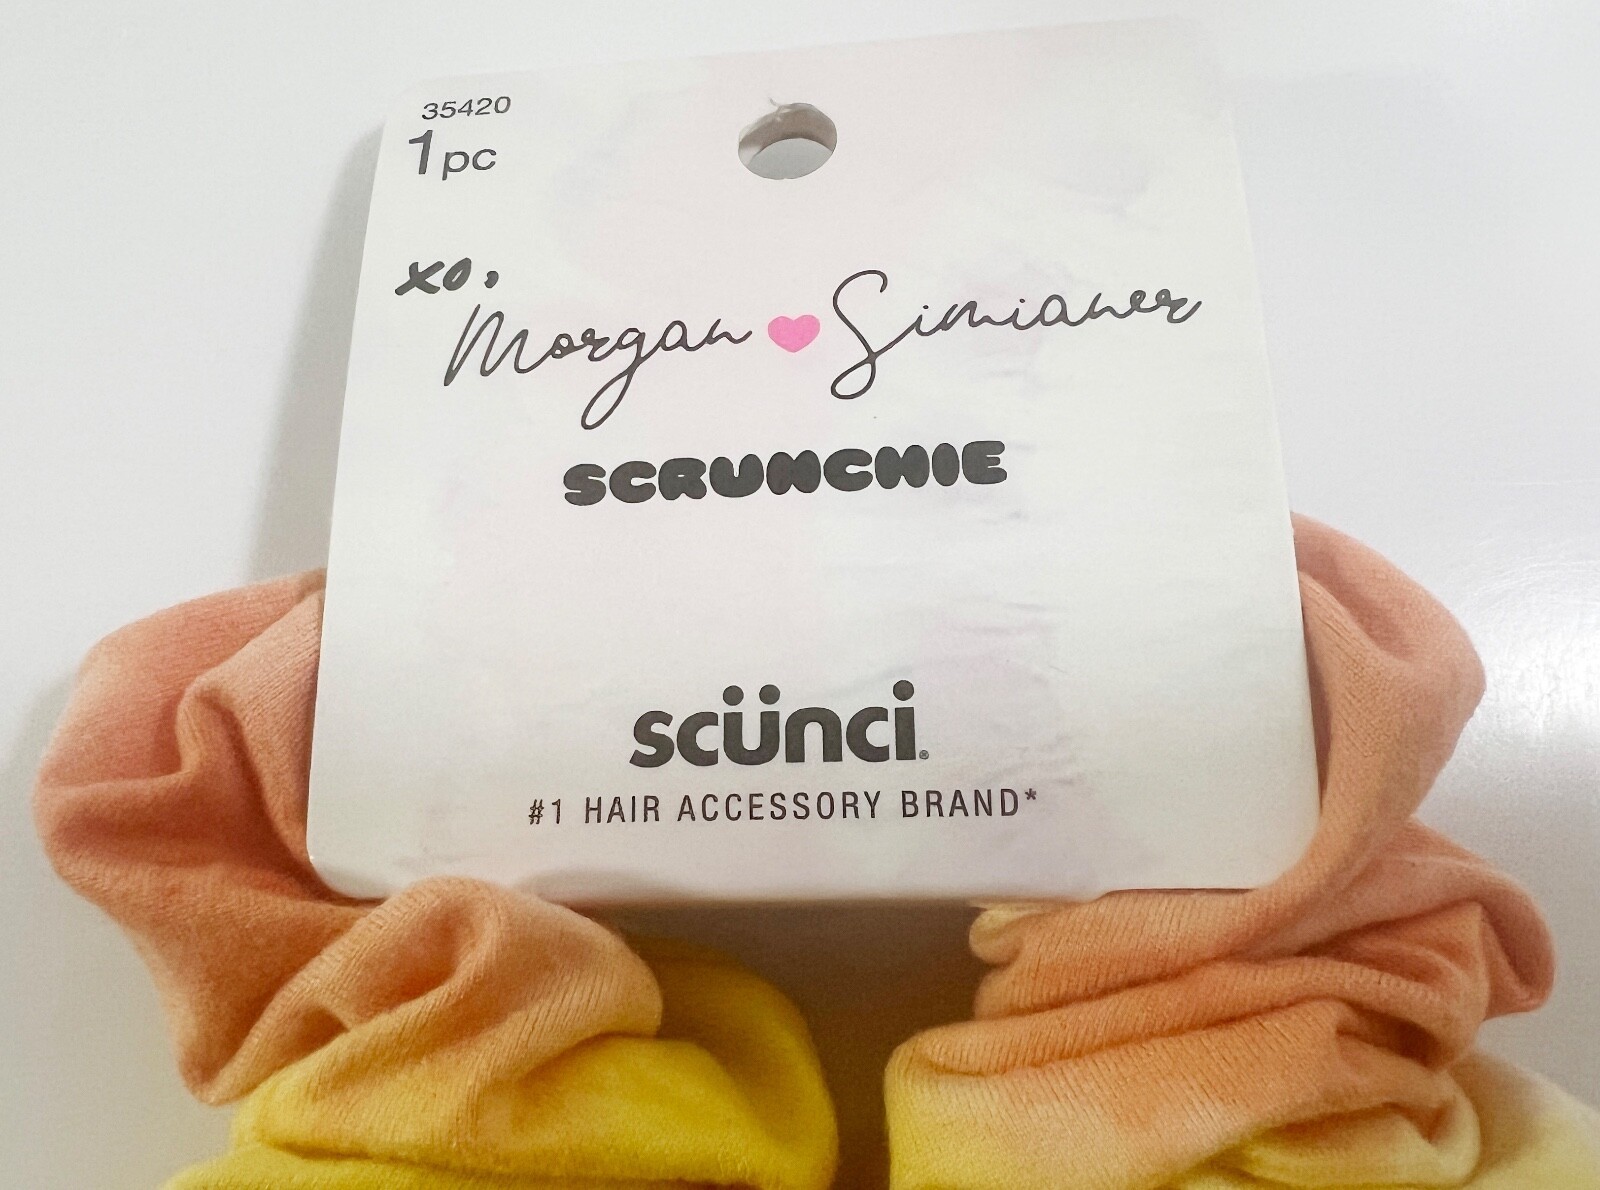 35420
1pc
xo,
Morgan Simianer
SCRUNCHIE
scünci®
#1 HAIR ACCESSORY BRAND*